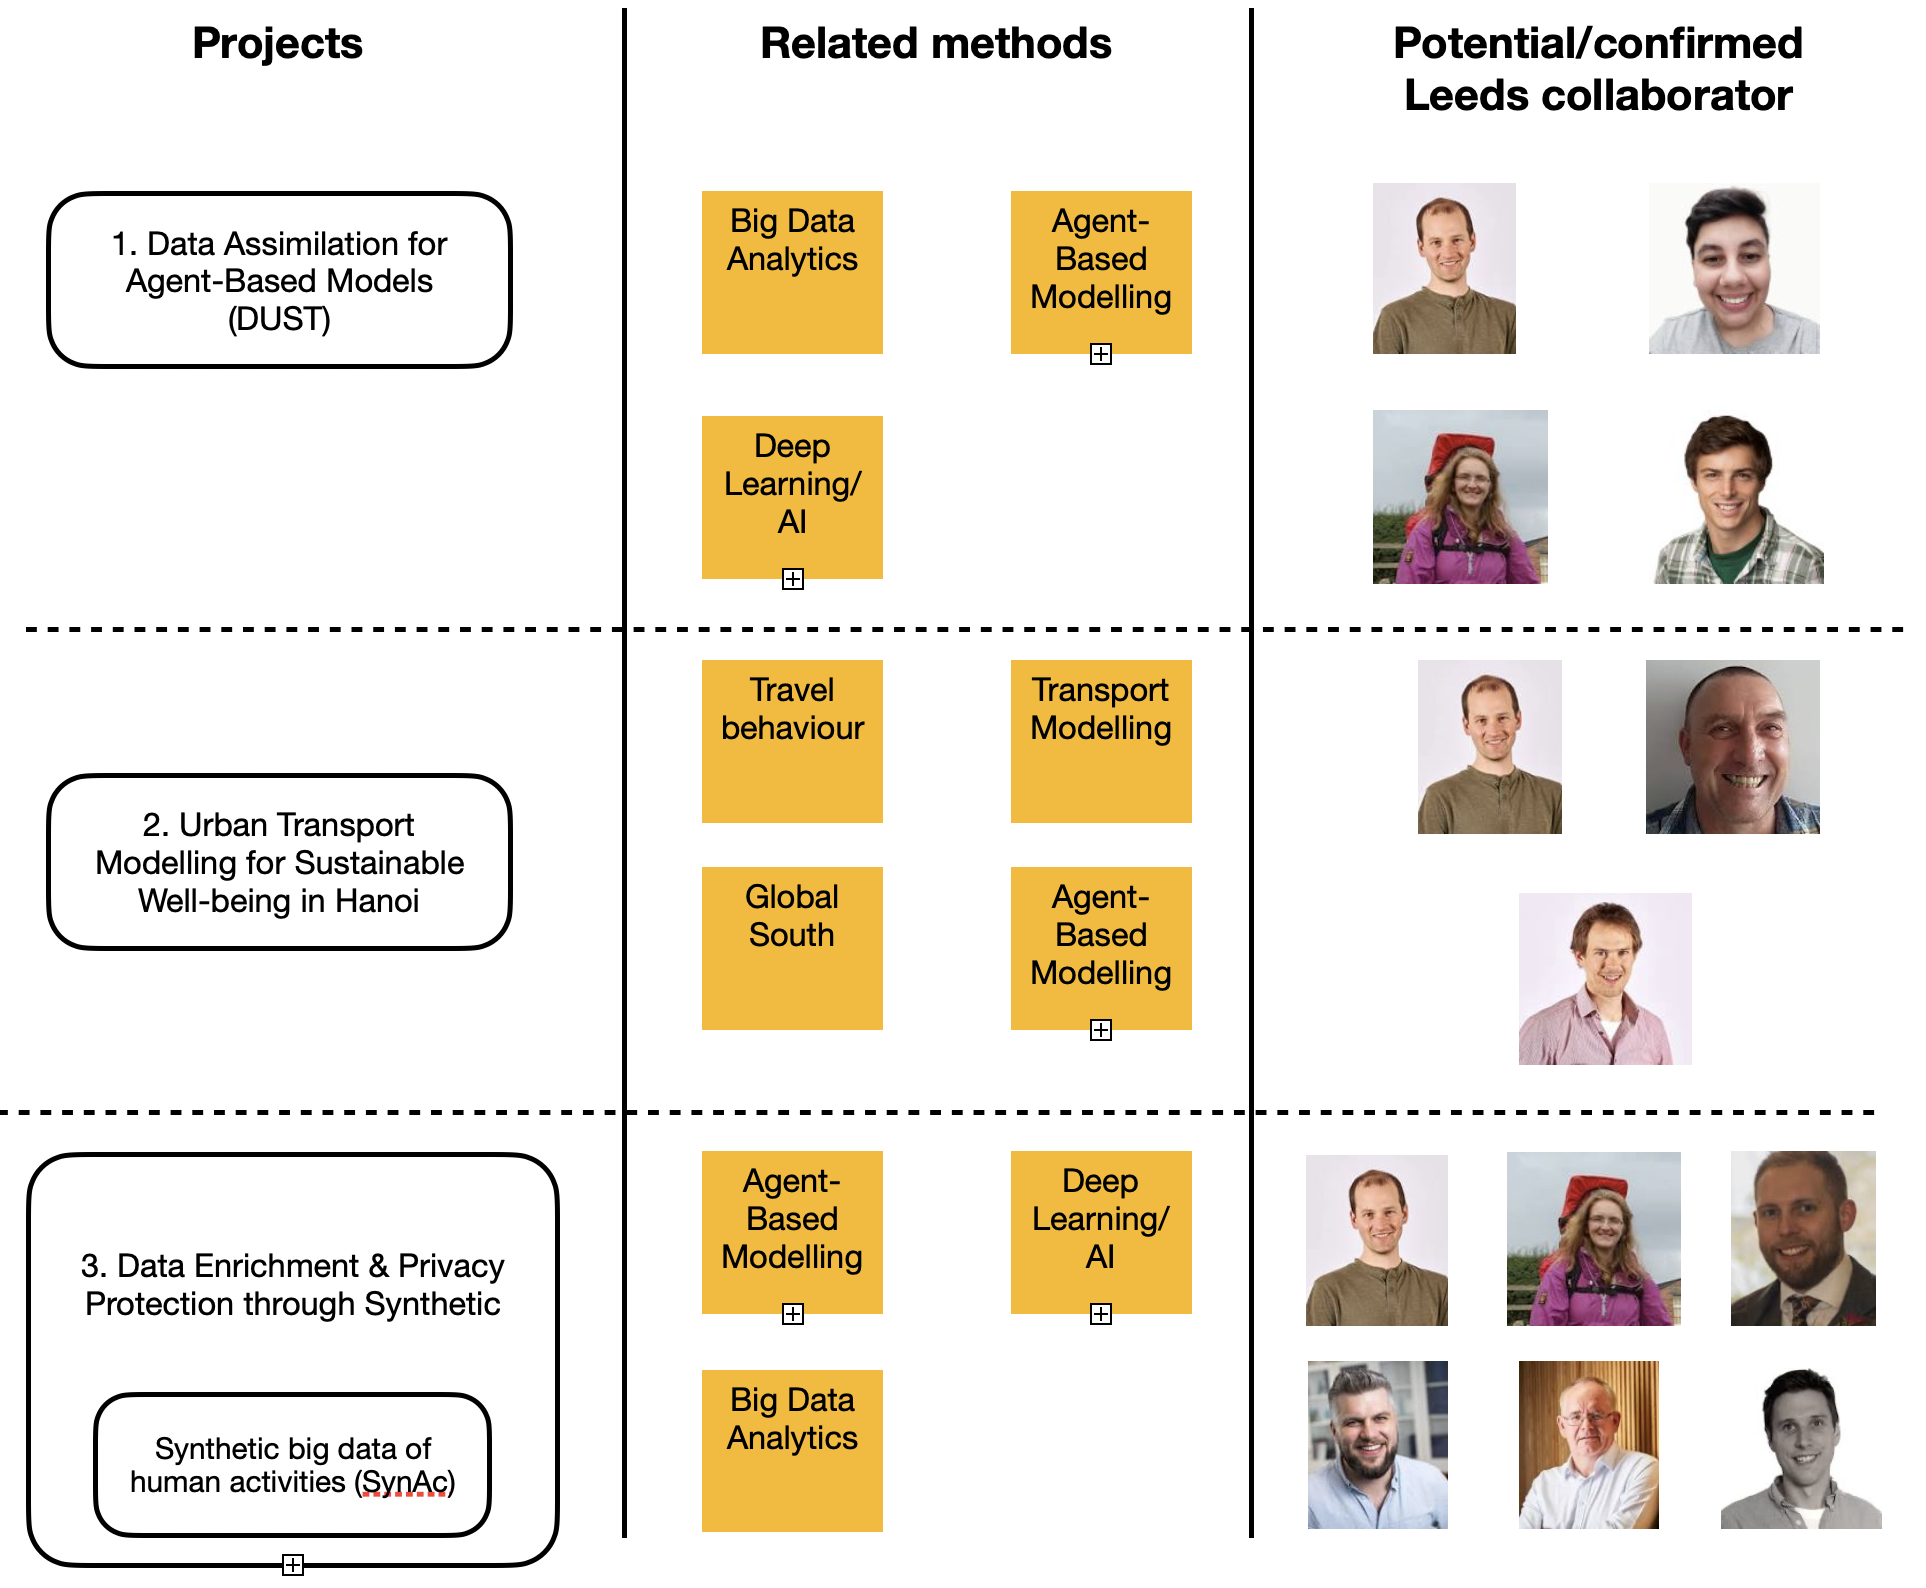 Projects
Related methods
Potential/confirmed
Leeds collaborator
1. Data Assimilation for
Agent-Based Models
(DUST)
Big Data
Analytics
Agent-
Based
Modelling
Deep
Learning/
AI
2. Urban Transport
Modelling for Sustainable
Well-being in Hanoi
Travel
behaviour
Transport
Modelling
Global
South
Agent-
Based
Modelling
3. Data Enrichment & Privacy
Protection through Synthetic
Synthetic big data of
human activities (SynAc)
Agent-
Based
Modelling
Deep
Learning/
AI
Big Data
Analytics